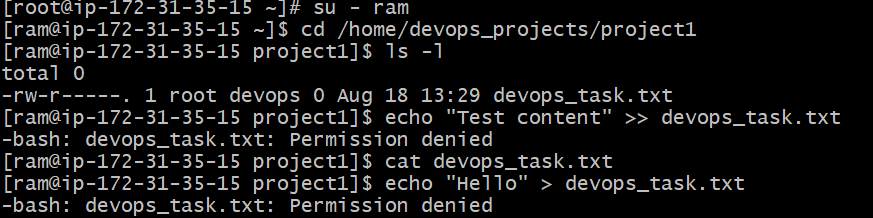 [root@ip-172-31-35-15 ~]# su - ram
[ram@ip-172-31-35-15 ~]$ cd /home/devops_projects/project1
[ram@ip-172-31-35-15 project1]$ ls -l
total 0
-rw-r-----. 1 root devops 0 Aug 18 13:29 devops_task.txt
[ram@ip-172-31-35-15 project1]$ echo "Test content" >> devops_task.txt
-bash: devops_task.txt: Permission denied
[ram@ip-172-31-35-15 project1]$ cat devops_task.txt
[ram@ip-172-31-35-15 project1]$ echo "Hello" > devops_task.txt
-bash: devops_task.txt: Permission denied